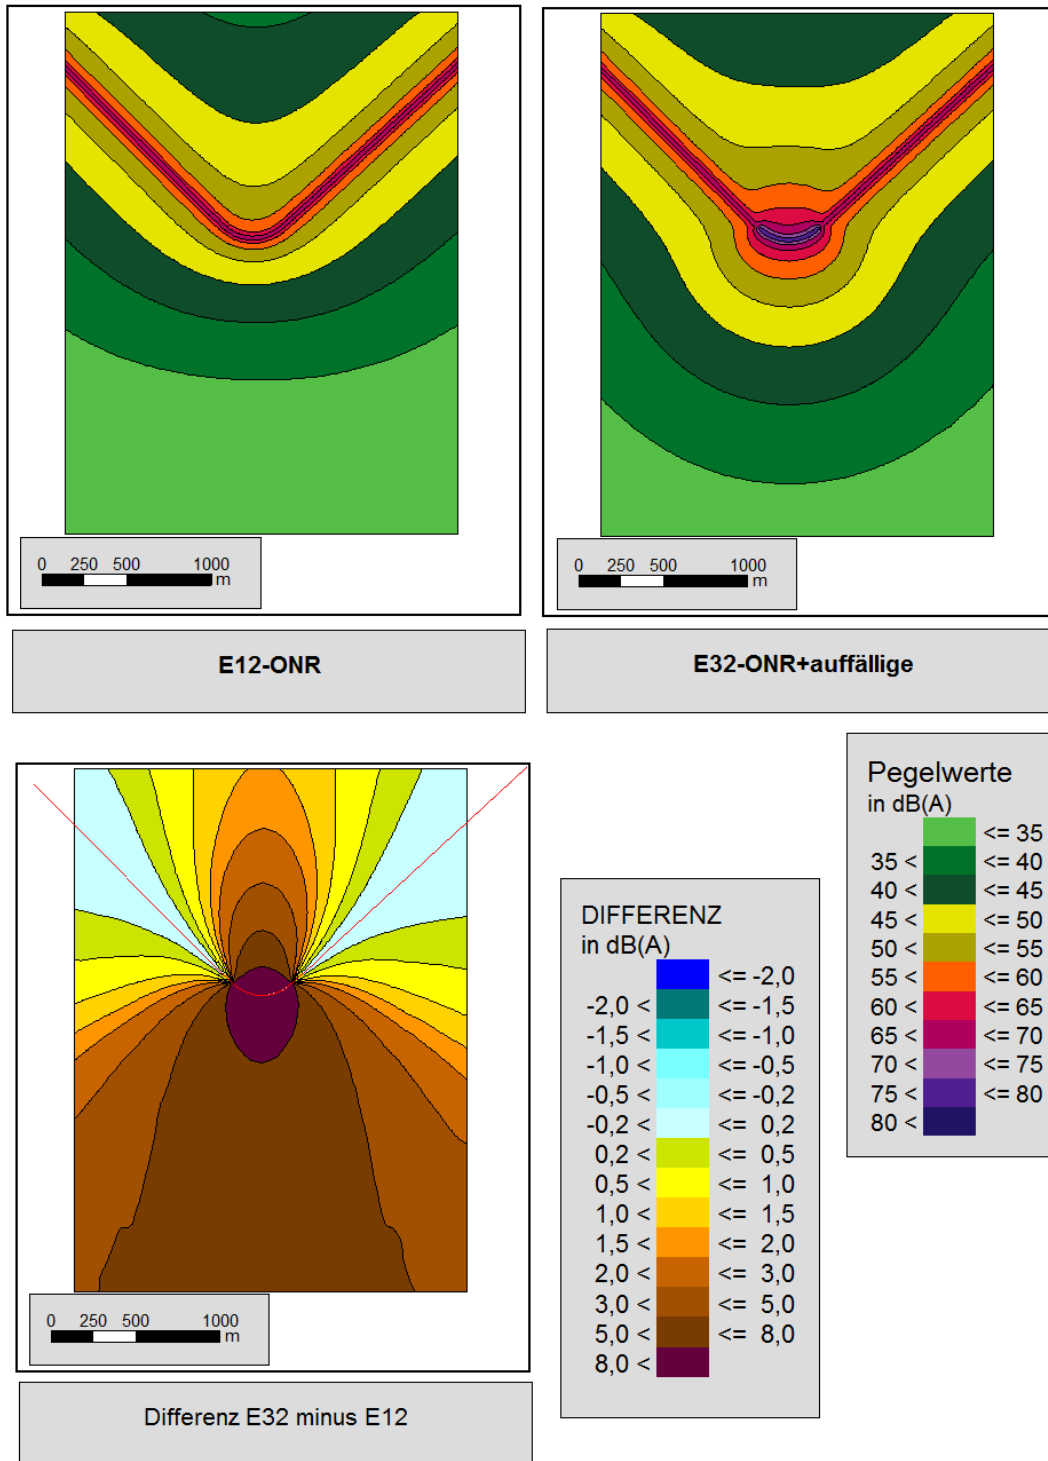 0 250 500 1000
m
0 250 500 1000
m
E12-ONR
E32-ONR+auffällige
Pegelwerte
in dB(A)
<= 35
35 < <= 40
40 < <= 45
45 < <= 50
50 < <= 55
55 < <= 60
60 < <= 65
65 < <= 70
70 < <= 75
75 < <= 80
80 <
DIFFERENZ
in dB(A)
<= -2,0
-2,0 < <= -1,5
-1,5 < <= -1,0
-1,0 < <= -0,5
-0,5 < <= -0,2
-0,2 < <= 0,2
0,2 < <= 0,5
0,5 < <= 1,0
1,0 < <= 1,5
1,5 < <= 2,0
2,0 < <= 3,0
3,0 < <= 5,0
5,0 < <= 8,0
8,0 <
0 250 500 1000
m
Differenz E32 minus E12